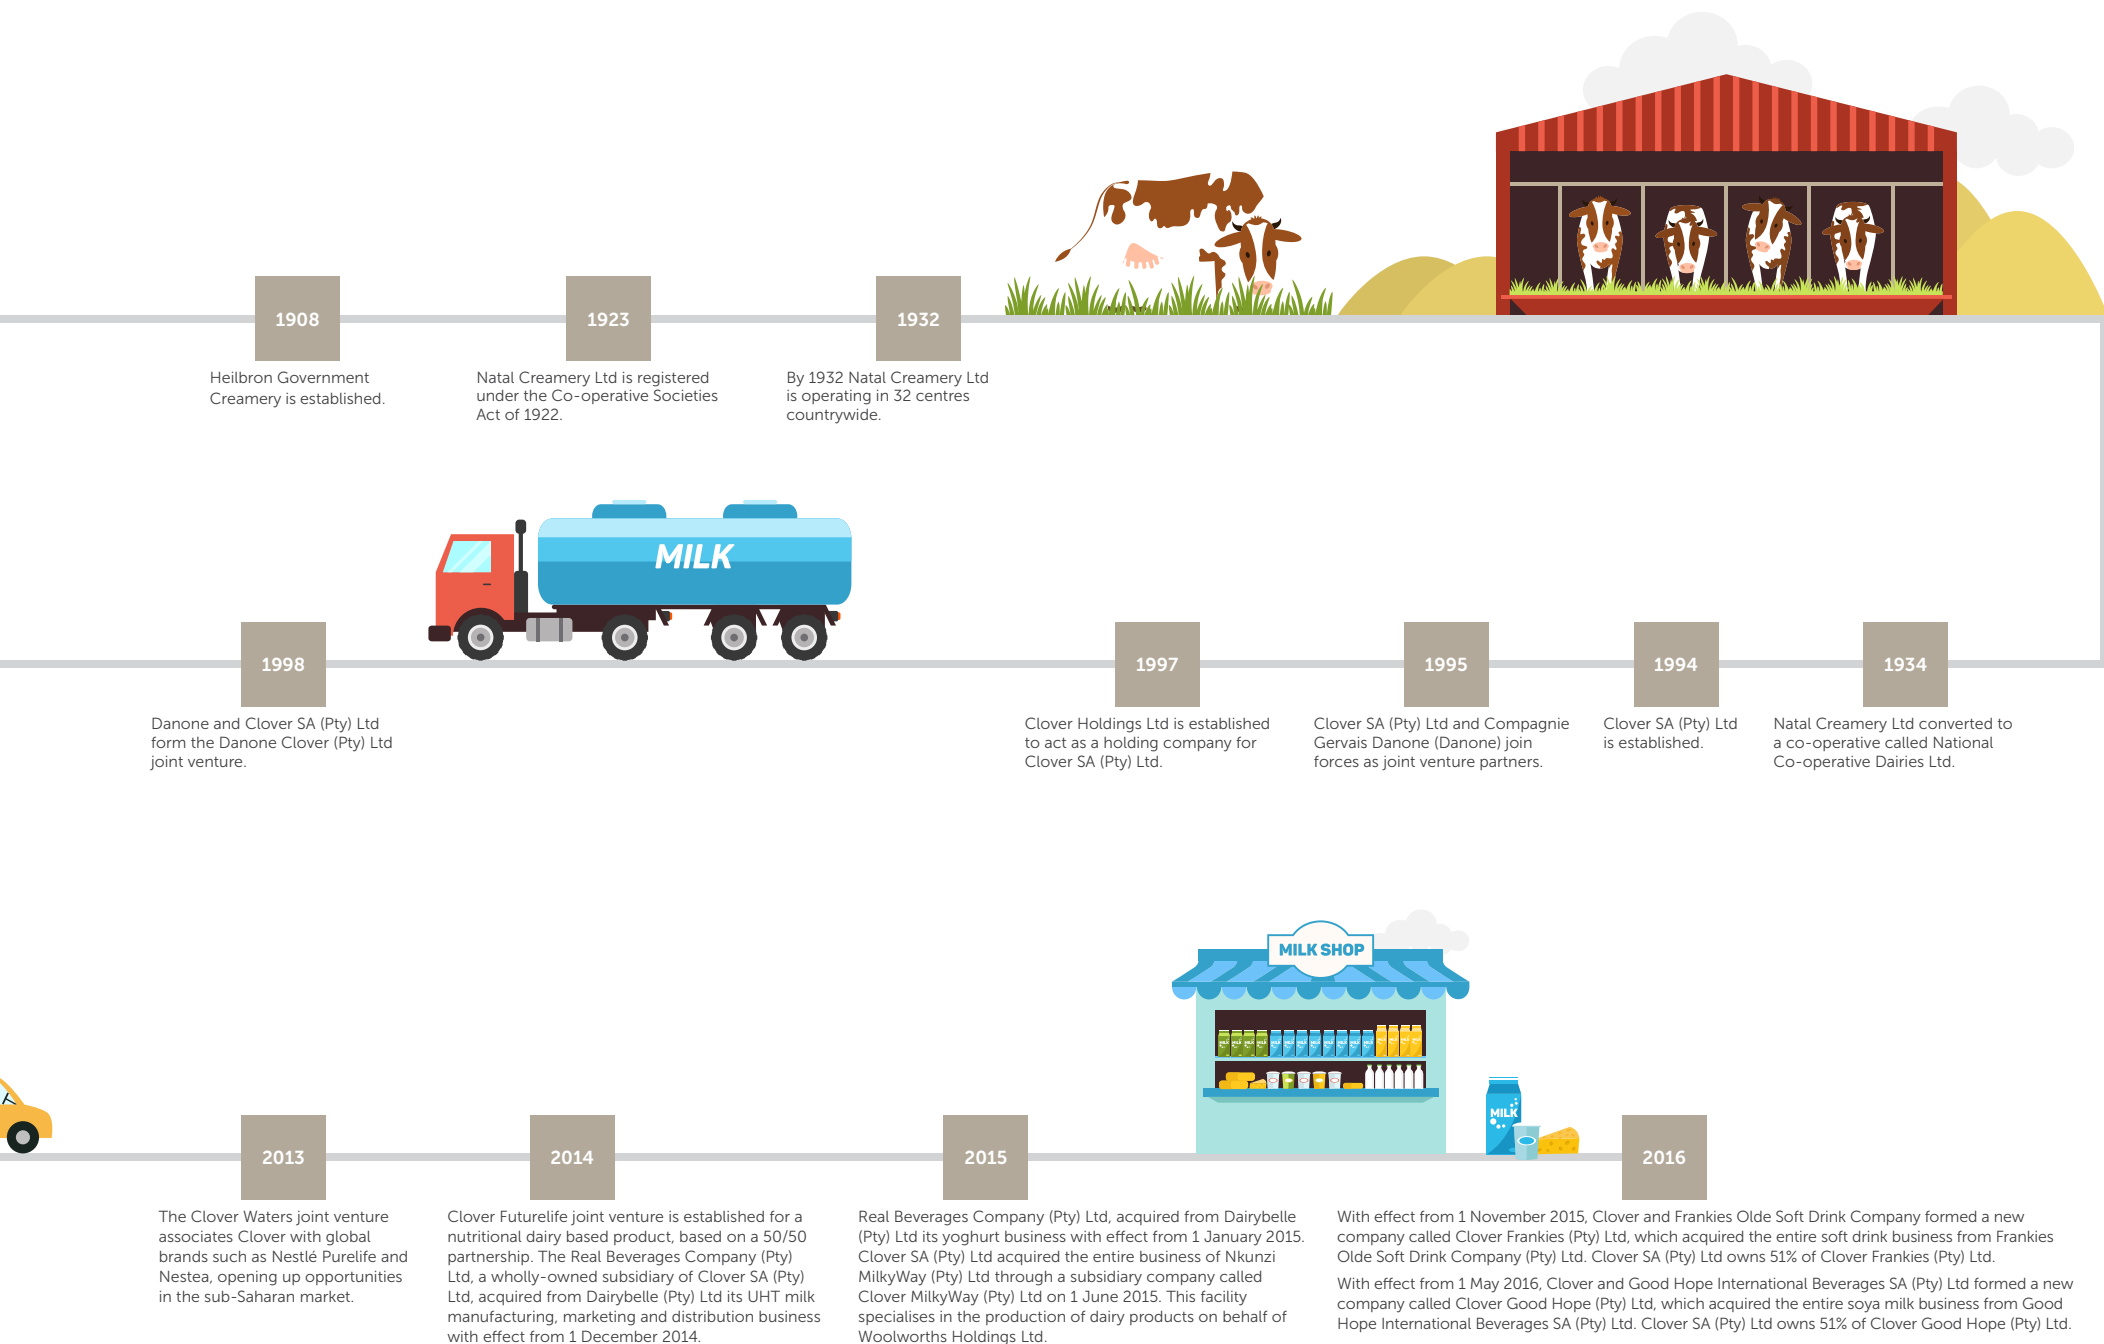 1908
Heilbron Government
Creamery is established.
1923
Natal Creamery Ltd is registered
under the Co-operative Societies
Act of 1922.
1932
By 1932 Natal Creamery Ltd
is operating in 32 centres
countrywide.
MILK
1998
Danone and Clover SA (Pty) Ltd
form the Danone Clover (Pty) Ltd
joint venture.
1997
Clover Holdings Ltd is established
to act as a holding company for
Clover SA (Pty) Ltd.
1995
Clover SA (Pty) Ltd and Compagnie
Gervais Danone (Danone) join
forces as joint venture partners.
1994
Clover SA (Pty) Ltd
is established.
1934
Natal Creamery Ltd converted to
a co-operative called National
Co-operative Dairies Ltd.
MILK SHOP
MILK
2013
The Clover Waters joint venture
associates Clover with global
brands such as Nestlé Purelife and
Nestea, opening up opportunities
in the sub-Saharan market.
2014
Clover Futurelife joint venture is established for a
nutritional dairy based product, based on a 50/50
partnership. The Real Beverages Company (Pty)
Ltd, a wholly-owned subsidiary of Clover SA (Pty)
Ltd, acquired from Dairybelle (Pty) Ltd its UHT milk
manufacturing, marketing and distribution business
with effect from 1 December 2014.
2015
Real Beverages Company (Pty) Ltd, acquired from Dairybelle
(Pty) Ltd its yoghurt business with effect from 1 January 2015.
Clover SA (Pty) Ltd acquired the entire business of Nkunzi
MilkyWay (Pty) Ltd through a subsidiary company called
Clover MilkyWay (Pty) Ltd on 1 June 2015. This facility
specialises in the production of dairy products on behalf of
Woolworths Holdings Ltd.
2016
With effect from 1 November 2015, Clover and Frankies Olde Soft Drink Company formed a new
company called Clover Frankies (Pty) Ltd, which acquired the entire soft drink business from Frankies
Olde Soft Drink Company (Pty) Ltd. Clover SA (Pty) Ltd owns 51% of Clover Frankies (Pty) Ltd.
With effect from 1 May 2016, Clover and Good Hope International Beverages SA (Pty) Ltd formed a new
company called Clover Good Hope (Pty) Ltd, which acquired the entire soya milk business from Good
Hope International Beverages SA (Pty) Ltd. Clover SA (Pty) Ltd owns 51% of Clover Good Hope (Pty) Ltd.